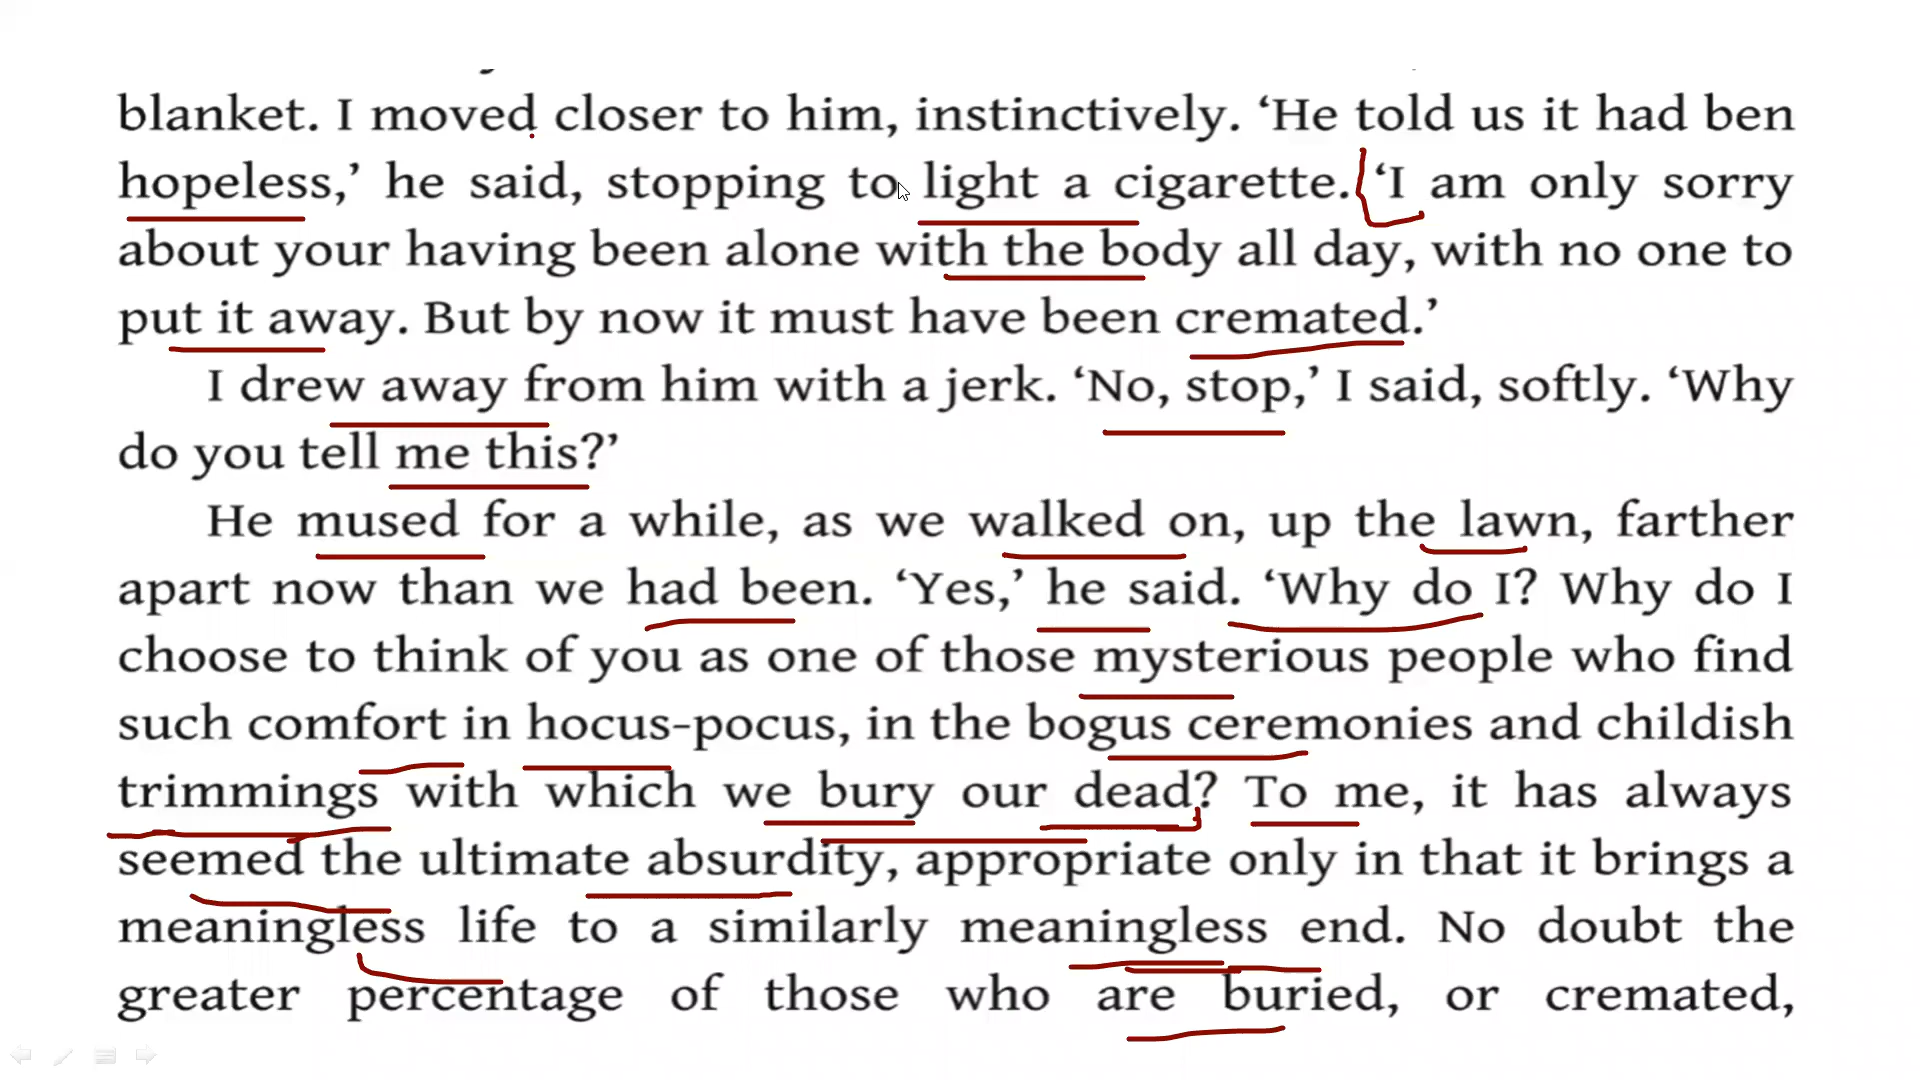 blanket. I moved closer to him, instinctively. ‘He told us it had ben
hopeless,’ he said, stopping to light a cigarette. ‘I am only sorry
about your having been alone with the body all day, with no one to
put it away. But by now it must have been cremated.’
I drew away from him with a jerk. ‘No, stop,’ I said, softly. ‘Why
do you tell me this?’
He mused for a while, as we walked on, up the lawn, farther
apart now than we had been. ‘Yes,’ he said. ‘Why do I? Why do I
choose to think of you as one of those mysterious people who find
such comfort in hocus-pocus, in the bogus ceremonies and childish
trimmings with which we bury our dead? To me, it has always
seemed the ultimate absurdity, appropriate only in that it brings a
meaningless life to a similarly meaningless end. No doubt the
greater percentage of those who are buried, or cremated,